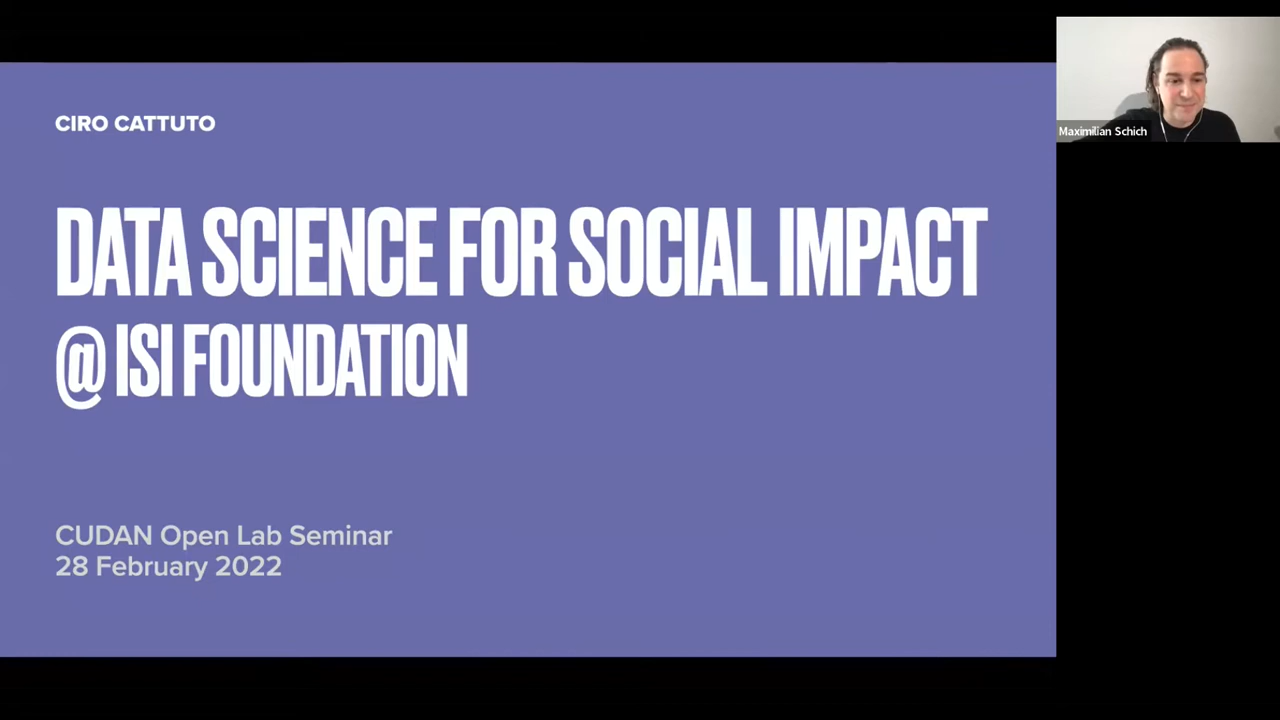 CIRO CATTUTO
DATA SCIENCE FOR SOCIAL IMPACT
@ ISI FOUNDATION
CUDAN Open Lab Seminar
28 February 2022
Maximilian Schich